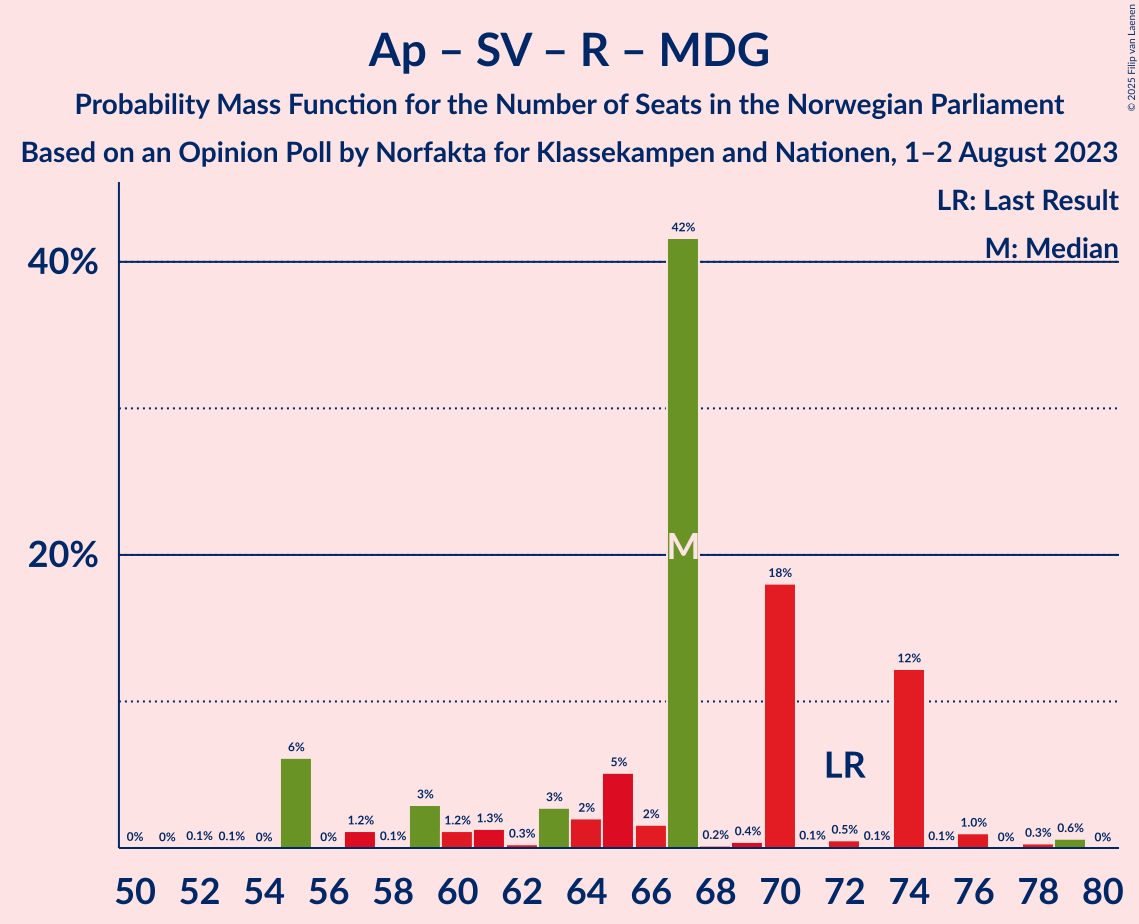 Ap – SV – R – MDG
Probability Mass Function for the Number of Seats in the Norwegian Parliament
Based on an Opinion Poll by Norfakta for Klassekampen and Nationen, 1–2 August 2023
© 2025 Filip van Laenen
LR: Last Result
M: Median
40%
20%
0% 0% 0.1% 0.1% 0% 6% 0% 1.2% 0.1% 3% 1.2% 1.3% 0.3% 3% 2% 5% 2% 42% 0.2% 0.4% 18% 0.1% 0.5% 0.1% 12% 0.1% 1.0% 0% 0.3% 0.6% 0%
M
LR
50 52 54 56 58 60 62 64 66 68 70 72 74 76 78 80